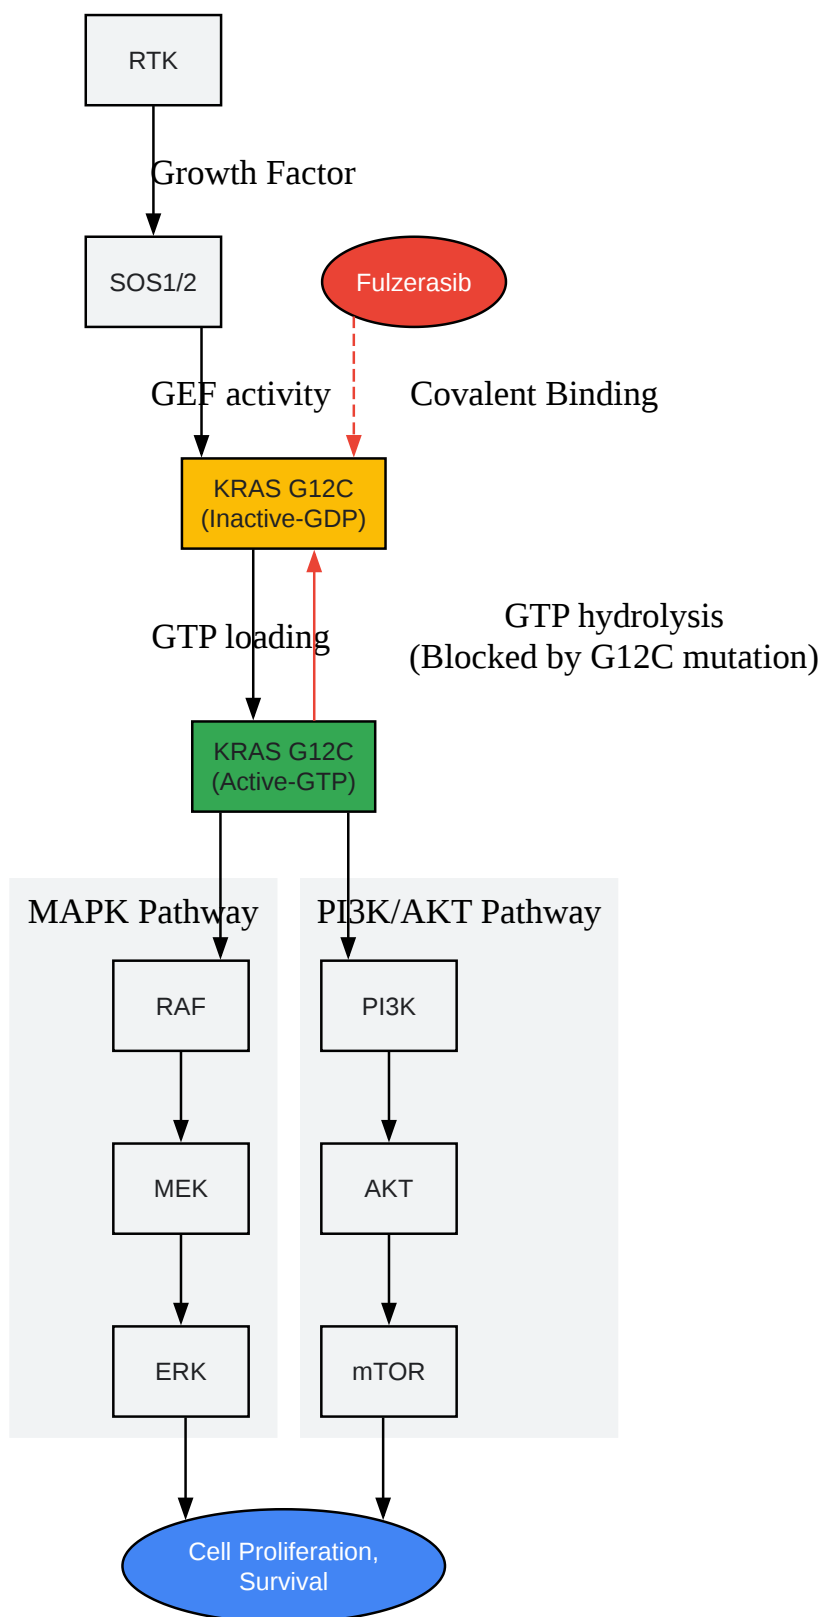 RTK
Growth Factor
SOS1/2
Fulzerasib
GEF activity
Covalent Binding
KRAS G12C
(Inactive-GDP)
GTP loading
GTP hydrolysis
(Blocked by G12C mutation)
KRAS G12C
(Active-GTP)
MAPK Pathway
PI3K/AKT Pathway
RAF
PI3K
MEK
AKT
ERK
mTOR
Cell Proliferation,
Survival